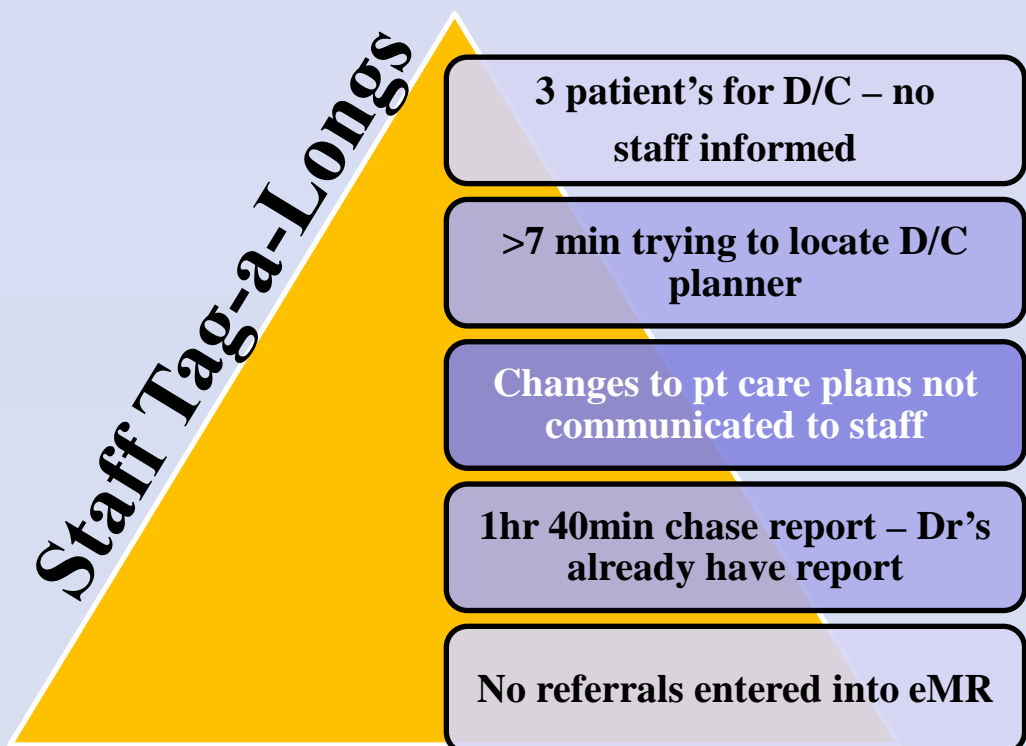 Staff Tag-a-Longs
3 patient’s for D/C – no
staff informed
>7 min trying to locate D/C
planner
Changes to pt care plans not
communicated to staff
1hr 40min chase report – Dr’s
already have report
No referrals entered into eMR